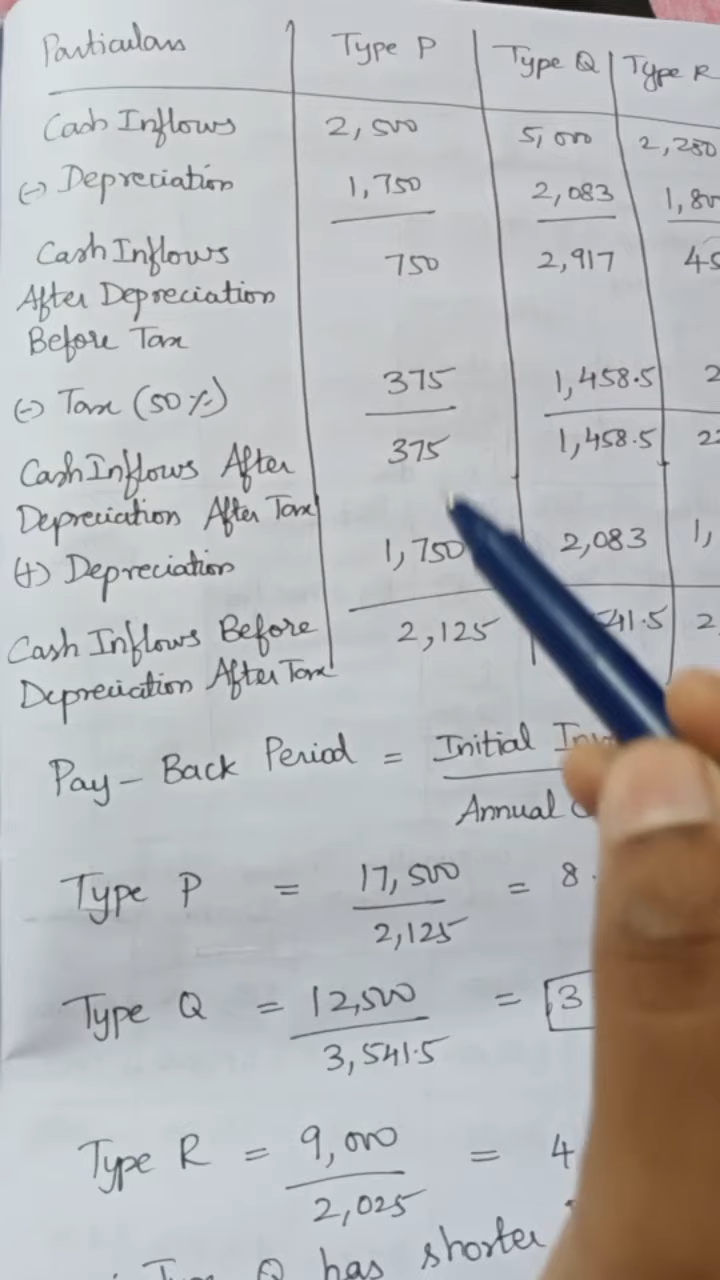 Particulars Type P Type Q Type R
Cash Inflows 2,500 5,000 2,250
(-) Depreciation 1,750 2,083
Cash Inflows 750 2,917
After Depreciation
Before Tax
(-) Tax (50%) 375 1,458.5
Cash Inflows After 375 1,458.5
Depreciation After Tax
(+) Depreciation 1,750 2,083
Cash Inflows Before 2,125
Depreciation After Tax
Pay-Back Period = Initial
Annual
Type P = 17,500 = 8.
2,125
Type Q = 12,500 = 3
3,541.5
Type R = 9,000 = 4
2,025
Q has shorter